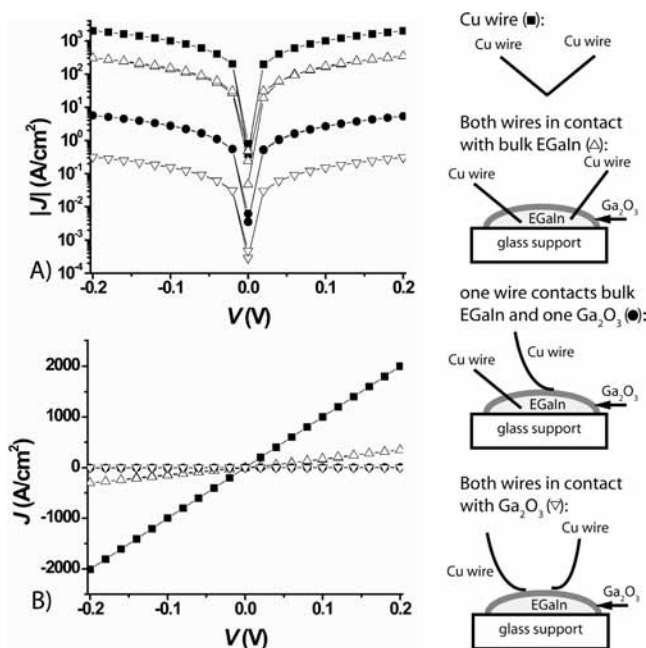 A)
|J| (A/cm²)
10³
10²
10¹
10⁰
10⁻¹
10⁻²
10⁻³
10⁻⁴
-0.2 -0.1 0.0 0.1 0.2
V (V)
B)
J (A/cm²)
2000
1000
0
-1000
-2000
-0.2 -0.1 0.0 0.1 0.2
V (V)
Cu wire (■):
Cu wire Cu wire
Both wires in contact
with bulk EGaIn (△):
Cu wire Cu wire
Ga₂O₃
EGaIn
glass support
one wire contacts bulk
EGaIn and one Ga₂O₃ (●):
Cu wire
Cu wire
Ga₂O₃
EGaIn
glass support
Both wires in contact
with Ga₂O₃ (▽):
Cu wire
Cu wire
Ga₂O₃
EGaIn
glass support